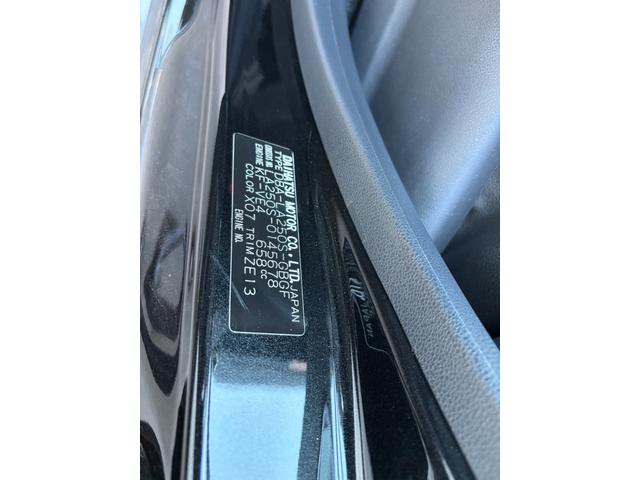 DAIHATSU MOTOR CO., LTD. JAPAN
TYPE DBA-LA250S-GBGF
CHASSIS NO. LA250S-0145678
ENGINE KF-VE4 658cc
COLOR X07 TRIM ZE13
ENGINE NO.